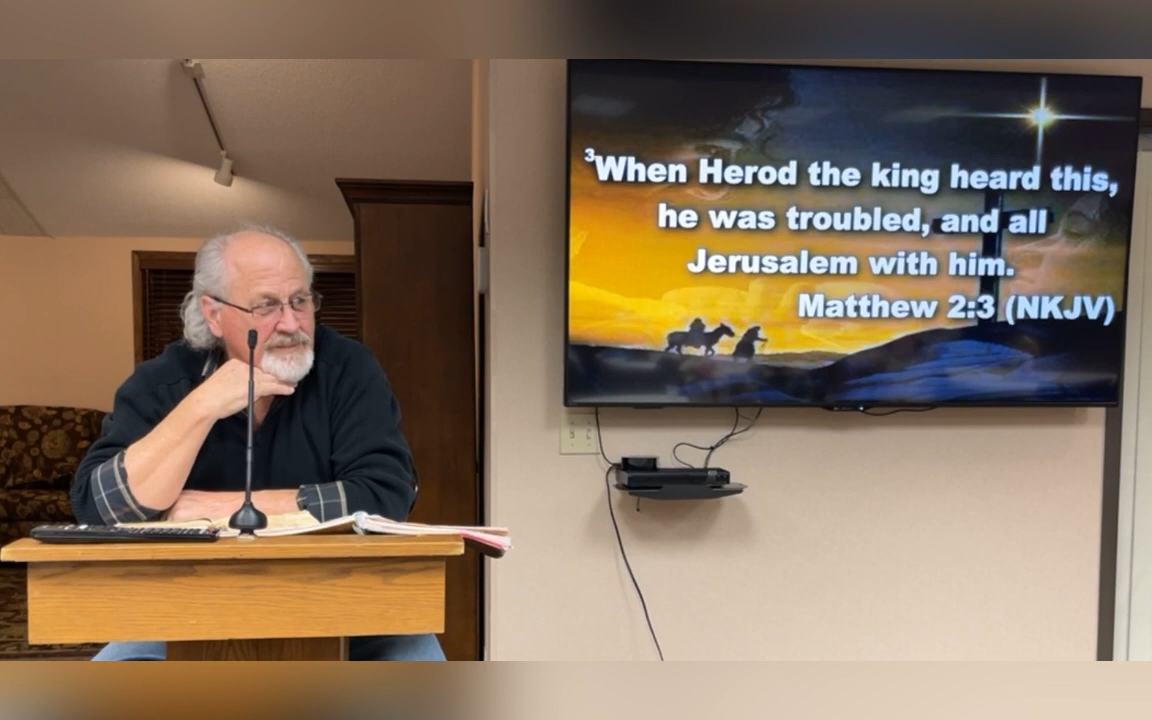 ³When Herod the king heard this,
he was troubled, and all
Jerusalem with him.
Matthew 2:3 (NKJV)